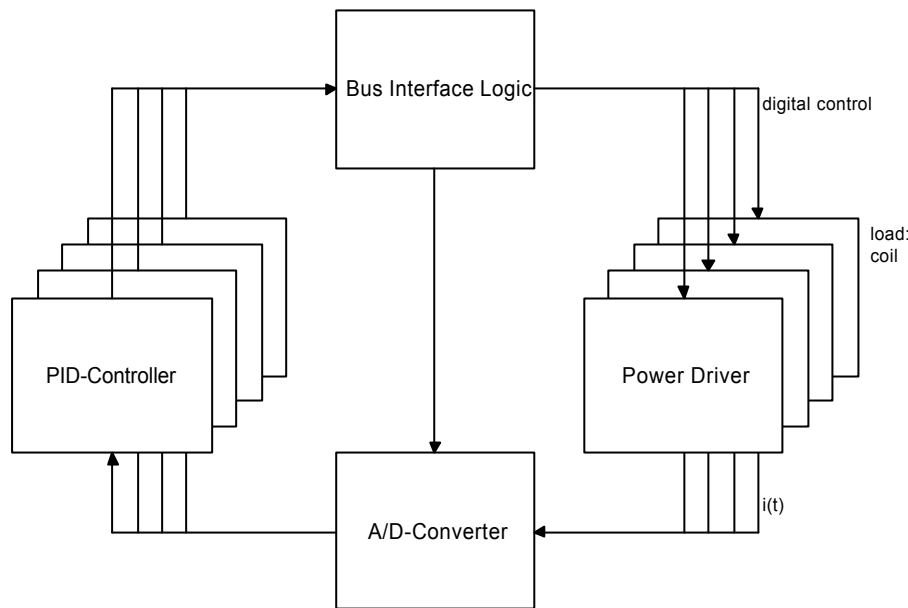 Bus Interface Logic
digital control
load:
coil
PID-Controller
Power Driver
i(t)
A/D-Converter